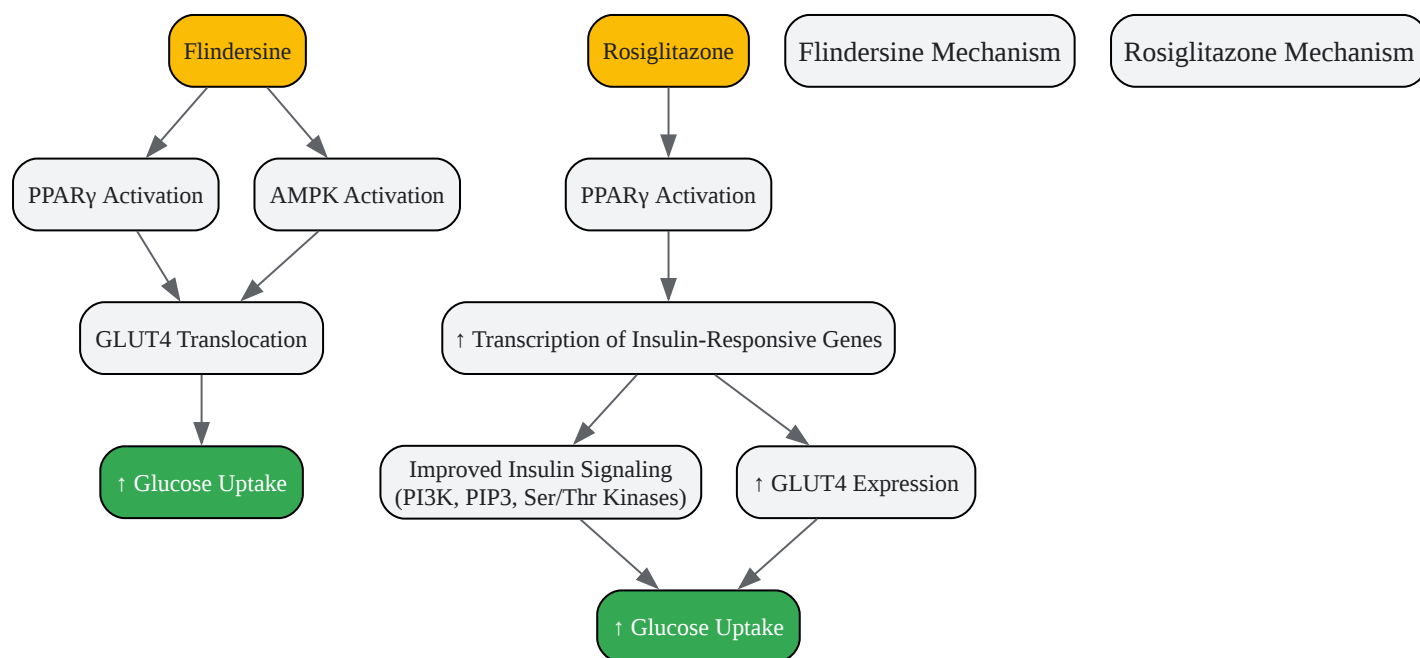 Flindersine
Rosiglitazone
Flindersine Mechanism
Rosiglitazone Mechanism
PPARγ Activation
AMPK Activation
PPARγ Activation
GLUT4 Translocation
↑ Transcription of Insulin-Responsive Genes
↑ Glucose Uptake
Improved Insulin Signaling
(PI3K, PIP3, Ser/Thr Kinases)
↑ GLUT4 Expression
↑ Glucose Uptake